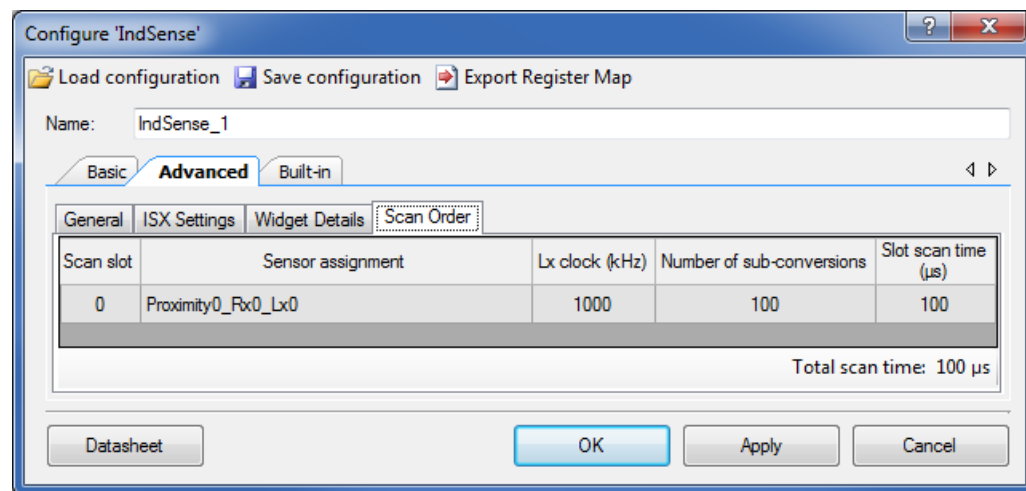 Configure 'IndSense'
? X
Load configuration Save configuration Export Register Map
Name: IndSense_1
Basic Advanced Built-in
General ISX Settings Widget Details Scan Order
Scan slot Sensor assignment Lx clock (kHz) Number of sub-conversions Slot scan time (µs)
0 Proximity0_Rx0_Lx0 1000 100 100
Total scan time: 100 µs
Datasheet OK Apply Cancel